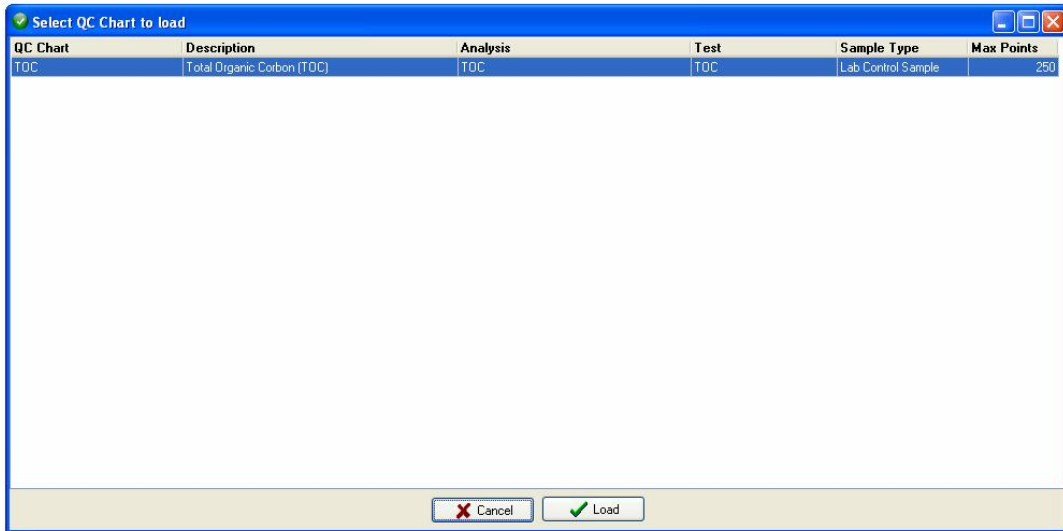 Select QC Chart to load
QC Chart Description Analysis Test Sample Type Max Points
TOC Total Organic Corbon (TOC) TOC TOC Lab Control Sample 250
Cancel Load